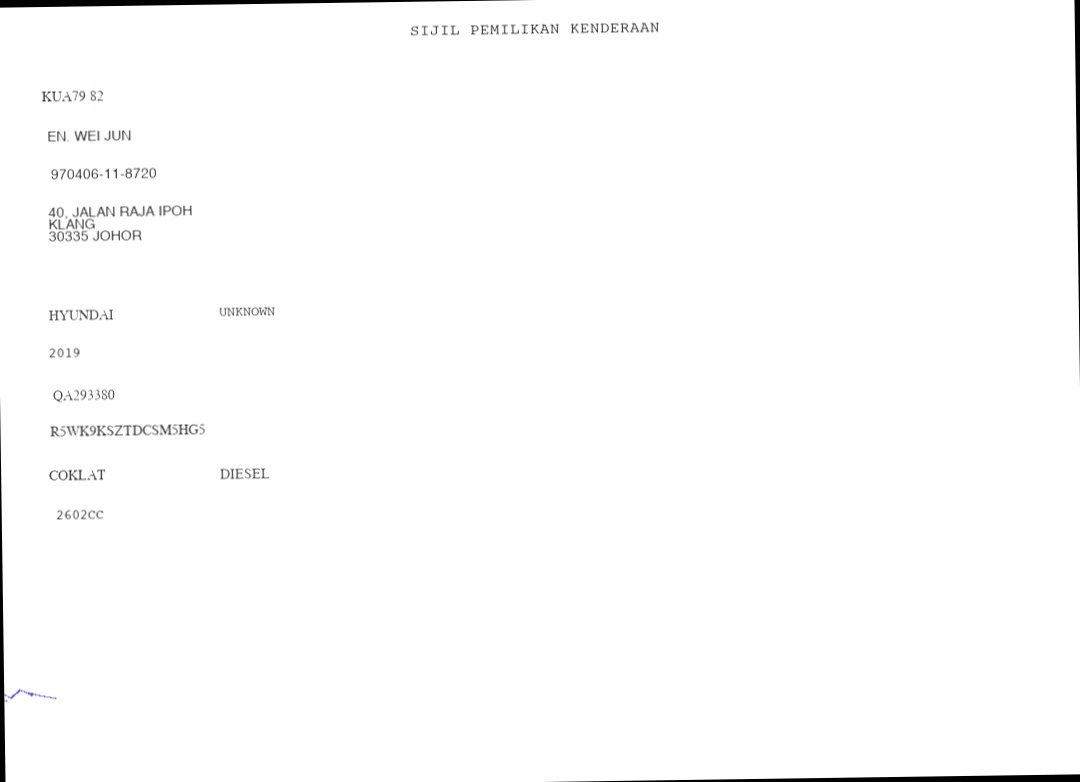 SIJIL PEMILIKAN KENDERAAN
KUA79 82
EN. WEI JUN
970406-11-8720
40, JALAN RAJA IPOH
KLANG
30335 JOHOR
HYUNDAI UNKNOWN
2019
QA293380
R5WK9KSZTDCSM5HG5
COKLAT DIESEL
2602CC